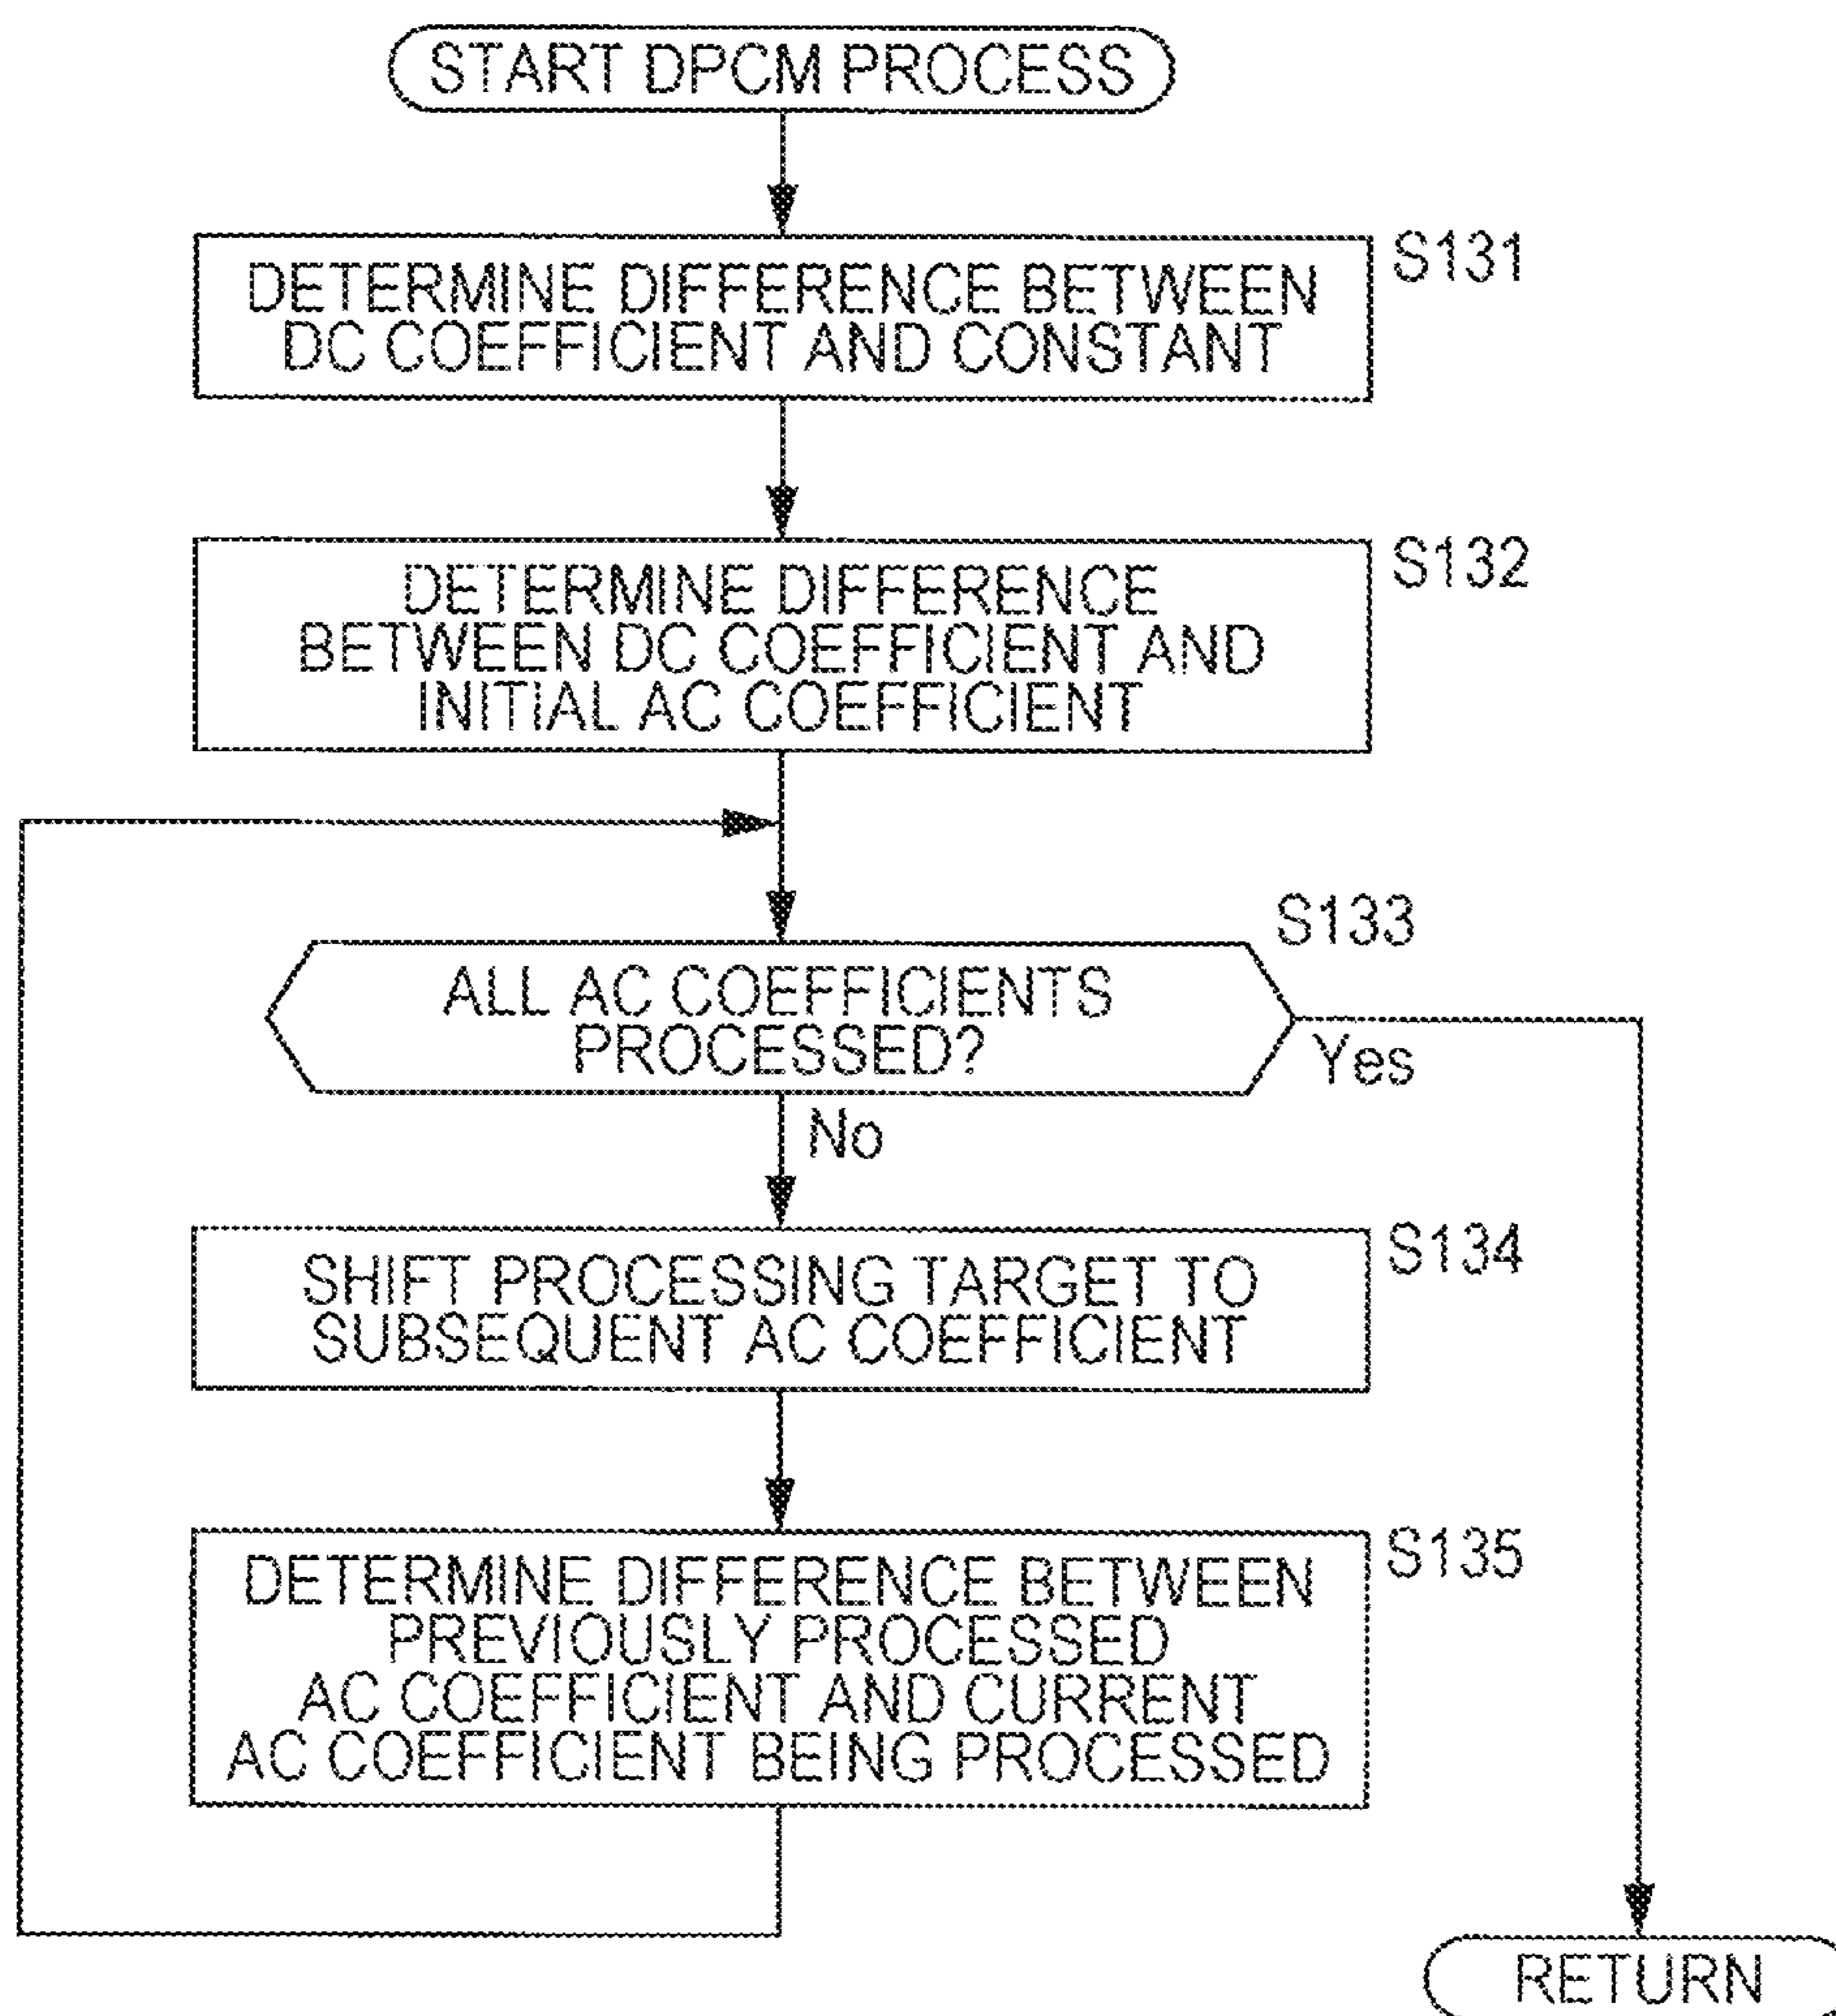 START DPCM PROCESS
S131
DETERMINE DIFFERENCE BETWEEN
DC COEFFICIENT AND CONSTANT
S132
DETERMINE DIFFERENCE
BETWEEN DC COEFFICIENT AND
INITIAL AC COEFFICIENT
S133
ALL AC COEFFICIENTS
PROCESSED?
Yes
No
S134
SHIFT PROCESSING TARGET TO
SUBSEQUENT AC COEFFICIENT
S135
DETERMINE DIFFERENCE BETWEEN
PREVIOUSLY PROCESSED
AC COEFFICIENT AND CURRENT
AC COEFFICIENT BEING PROCESSED
RETURN